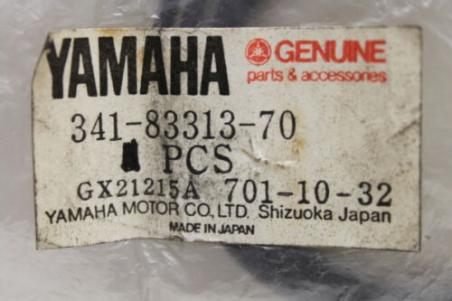 YAMAHA GENUINE
parts & accessories
341-83313-70
1 PCS
GX21215A 701-10-32
YAMAHA MOTOR CO., LTD. Shizuoka Japan
MADE IN JAPAN